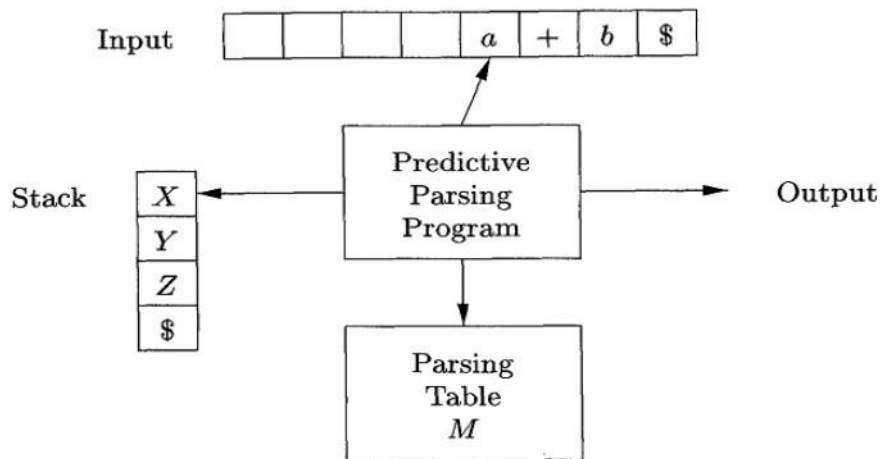 Input a + b $
Predictive
Parsing
Program
Stack X
Y
Z
$
Output
Parsing
Table
M